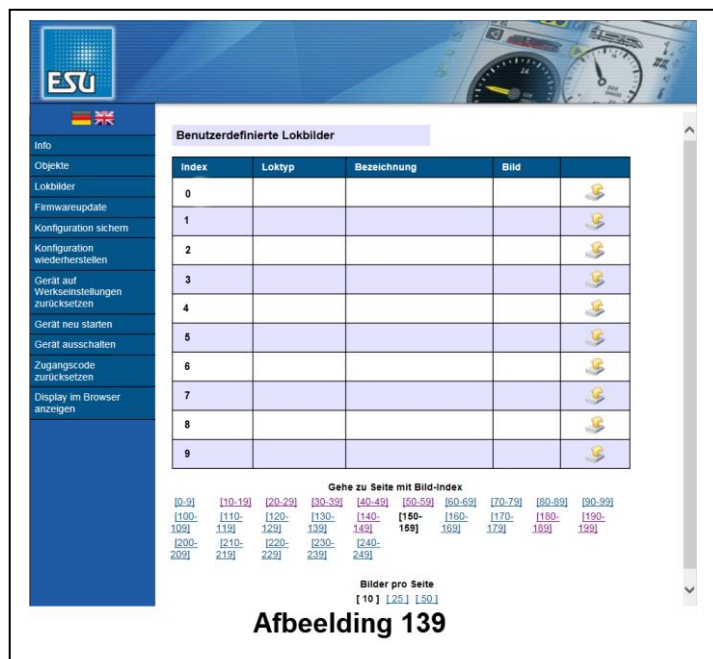 ESU
Info
Objekte
Lokbilder
Firmwareupdate
Konfiguration sichern
Konfiguration
wiederherstellen
Gerät auf
Werkseinstellungen
zurücksetzen
Gerät neu starten
Gerät ausschalten
Zugangscode
zurücksetzen
Display im Browser
anzeigen
Benutzerdefinierte Lokbilder
Index Loktyp Bezeichnung Bild
0
1
2
3
4
5
6
7
8
9
Gehe zu Seite mit Bild-Index
[0-9] [10-19] [20-29] [30-39] [40-49] [50-59] [60-69] [70-79] [80-89] [90-99]
[100- [110- [120- [130- [140- [150- [160- [170- [180- [190-
109] 119] 129] 139] 149] 159] 169] 179] 189] 199]
[200- [210- [220- [230- [240-
209] 219] 229] 239] 249]
Bilder pro Seite
[ 10 ] [ 25 ] [ 50 ]
Afbeelding 139